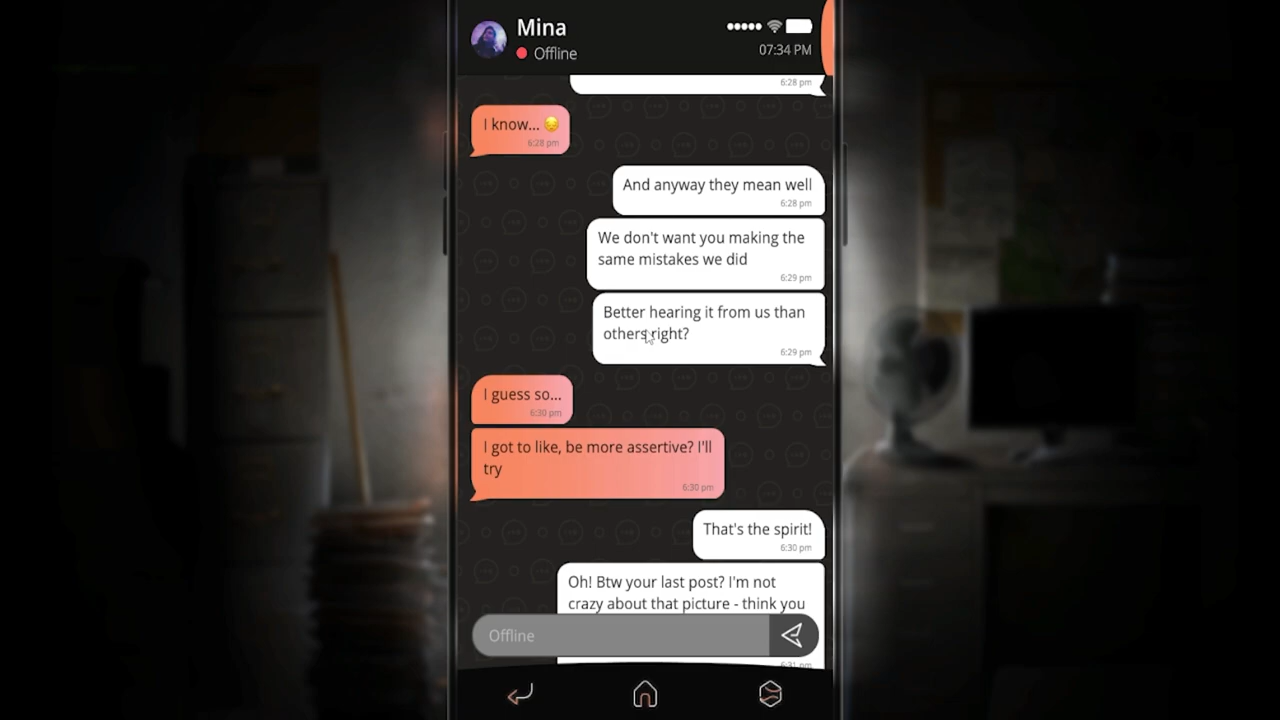 Mina
Offline
07:34 PM
6:28 pm
I know... 😔
6:28 pm
And anyway they mean well
6:28 pm
We don't want you making the
same mistakes we did
6:29 pm
Better hearing it from us than
others right?
6:29 pm
I guess so...
6:30 pm
I got to like, be more assertive? I'll
try
6:30 pm
That's the spirit!
6:30 pm
Oh! Btw your last post? I'm not
crazy about that picture - think you
Offline
6:31 pm